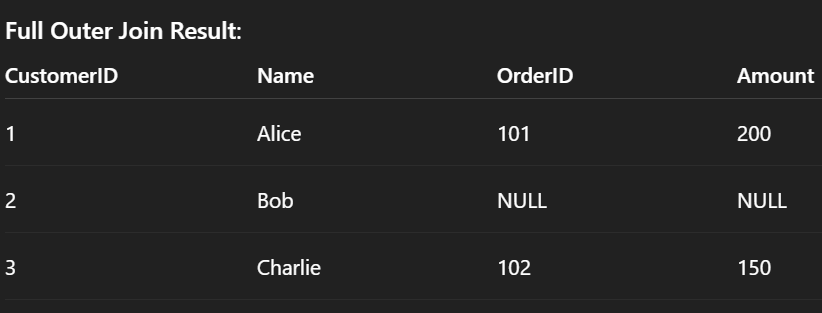 Full Outer Join Result:
CustomerID Name OrderID Amount
1 Alice 101 200
2 Bob NULL NULL
3 Charlie 102 150